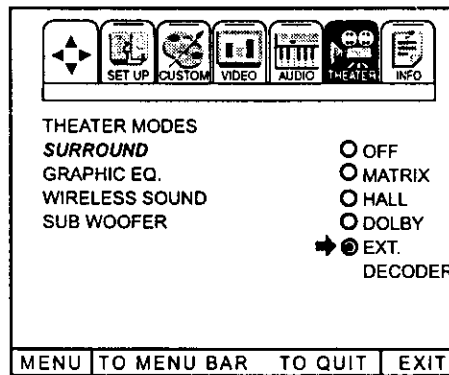 SET UP CUSTOM VIDEO AUDIO THEATER INFO
THEATER MODES
SURROUND OFF
GRAPHIC EQ. MATRIX
WIRELESS SOUND HALL
SUB WOOFER DOLBY
EXT.
DECODER
MENU TO MENU BAR TO QUIT EXIT